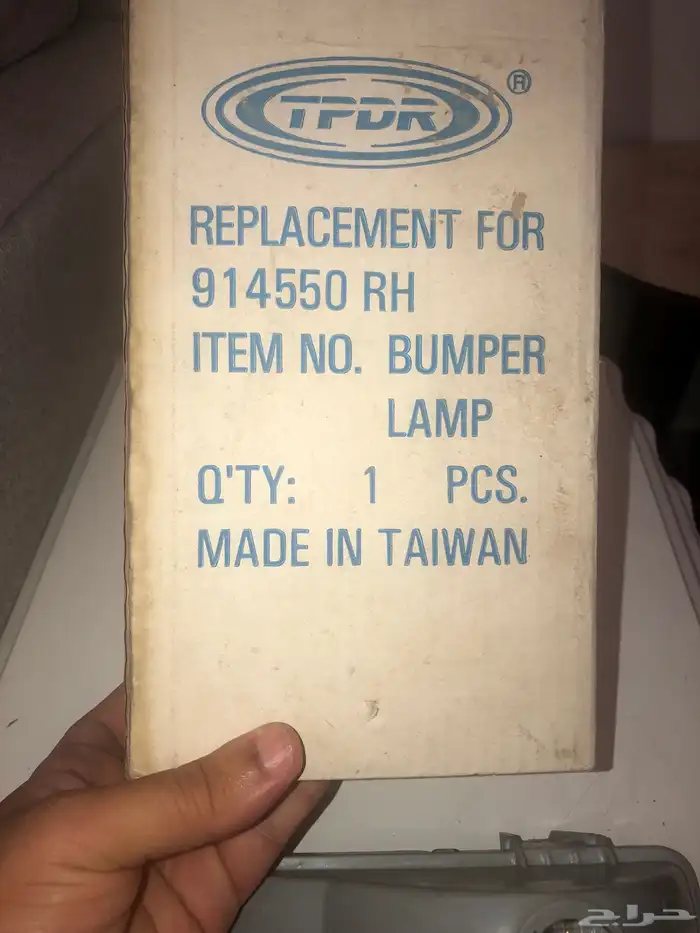 TPDR®
REPLACEMENT FOR
914550 RH
ITEM NO. BUMPER
LAMP
Q'TY: 1 PCS.
MADE IN TAIWAN
حراج